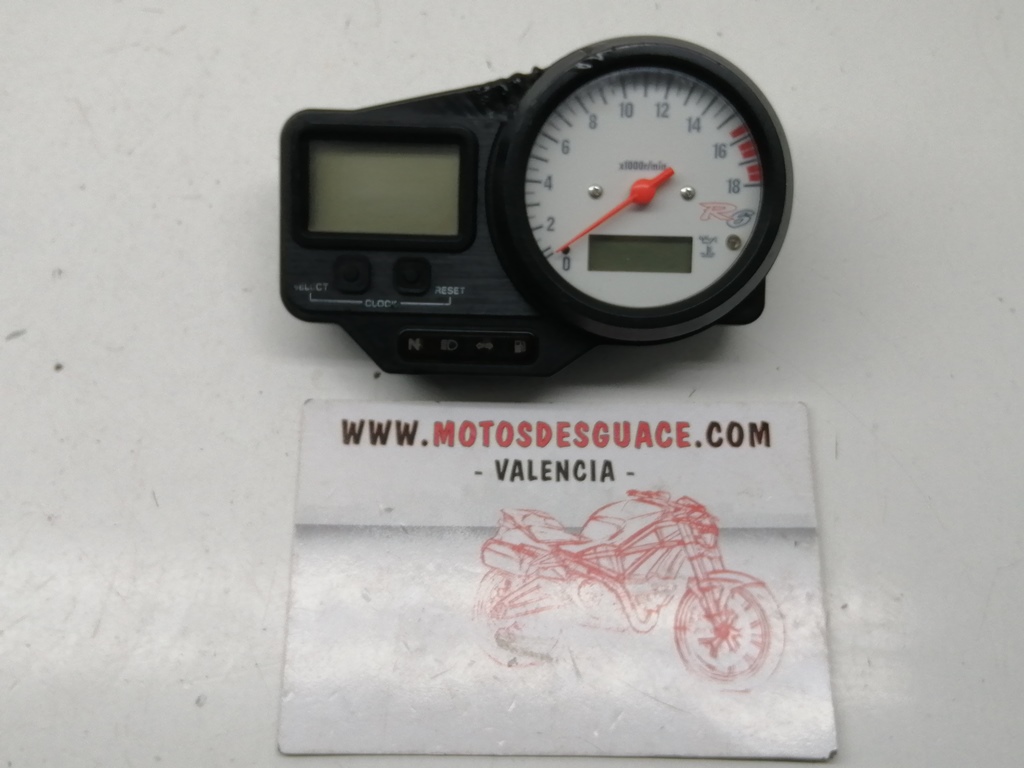 10 12
8 14
6 16
x1000r/min
4 18
R6
2
0
SELECT RESET
CLOCK
N
WWW.MOTOSDESGUACE.COM
- VALENCIA -